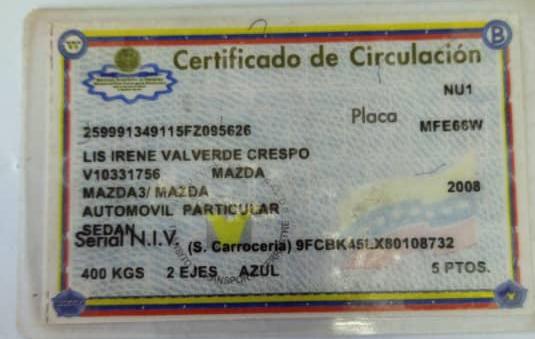 Certificado de Circulación
B
NU1
Placa MFE66W
259991349115FZ095626
LIS IRENE VALVERDE CRESPO
V10331756 MAZDA
MAZDA3/ MAZDA 2008
AUTOMOVIL PARTICULAR
SEDAN
Serial N.I.V. (S. Carroceria) 9FCBK45LX80108732
400 KGS 2 EJES AZUL 5 PTOS.